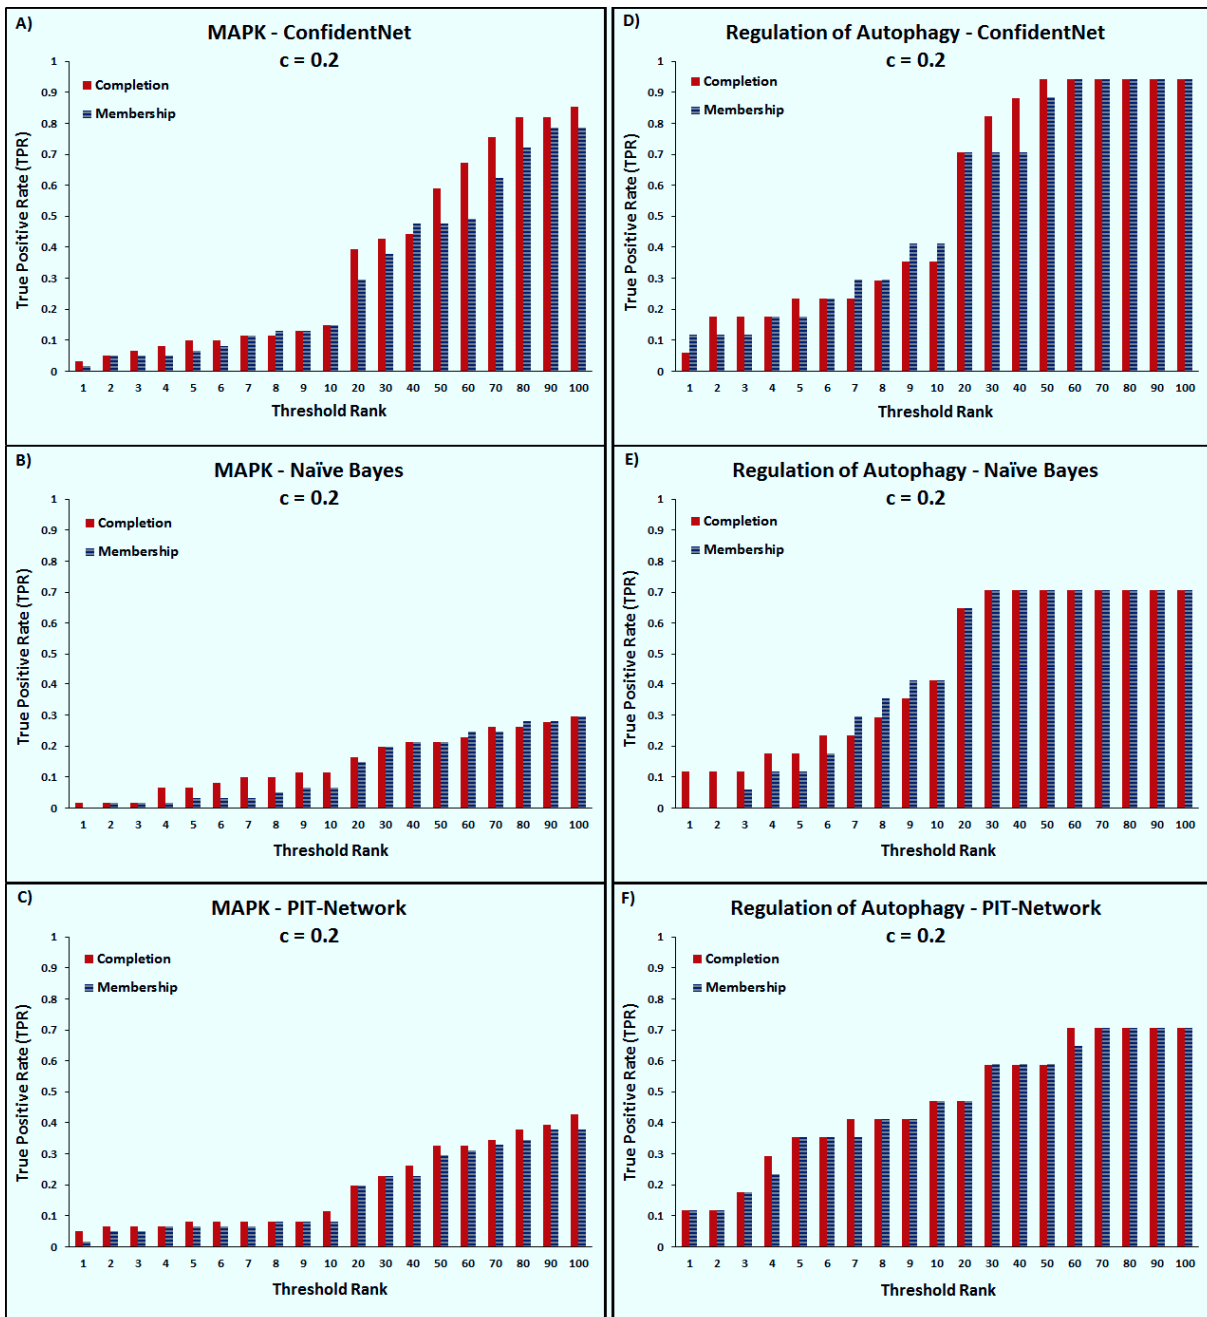 A)
MAPK - ConfidentNet
c = 0.2
Completion
Membership
True Positive Rate (TPR)
1
0.9
0.8
0.7
0.6
0.5
0.4
0.3
0.2
0.1
0
1 2 3 4 5 6 7 8 9 10 20 30 40 50 60 70 80 90 100
Threshold Rank
D)
Regulation of Autophagy - ConfidentNet
c = 0.2
Completion
Membership
True Positive Rate (TPR)
1
0.9
0.8
0.7
0.6
0.5
0.4
0.3
0.2
0.1
0
1 2 3 4 5 6 7 8 9 10 20 30 40 50 60 70 80 90 100
Threshold Rank
B)
MAPK - Naïve Bayes
c = 0.2
Completion
Membership
True Positive Rate (TPR)
1
0.9
0.8
0.7
0.6
0.5
0.4
0.3
0.2
0.1
0
1 2 3 4 5 6 7 8 9 10 20 30 40 50 60 70 80 90 100
Threshold Rank
E)
Regulation of Autophagy - Naïve Bayes
c = 0.2
Completion
Membership
True Positive Rate (TPR)
1
0.9
0.8
0.7
0.6
0.5
0.4
0.3
0.2
0.1
0
1 2 3 4 5 6 7 8 9 10 20 30 40 50 60 70 80 90 100
Threshold Rank
C)
MAPK - PIT-Network
c = 0.2
Completion
Membership
True Positive Rate (TPR)
1
0.9
0.8
0.7
0.6
0.5
0.4
0.3
0.2
0.1
0
1 2 3 4 5 6 7 8 9 10 20 30 40 50 60 70 80 90 100
Threshold Rank
F)
Regulation of Autophagy - PIT-Network
c = 0.2
Completion
Membership
True Positive Rate (TPR)
1
0.9
0.8
0.7
0.6
0.5
0.4
0.3
0.2
0.1
0
1 2 3 4 5 6 7 8 9 10 20 30 40 50 60 70 80 90 100
Threshold Rank